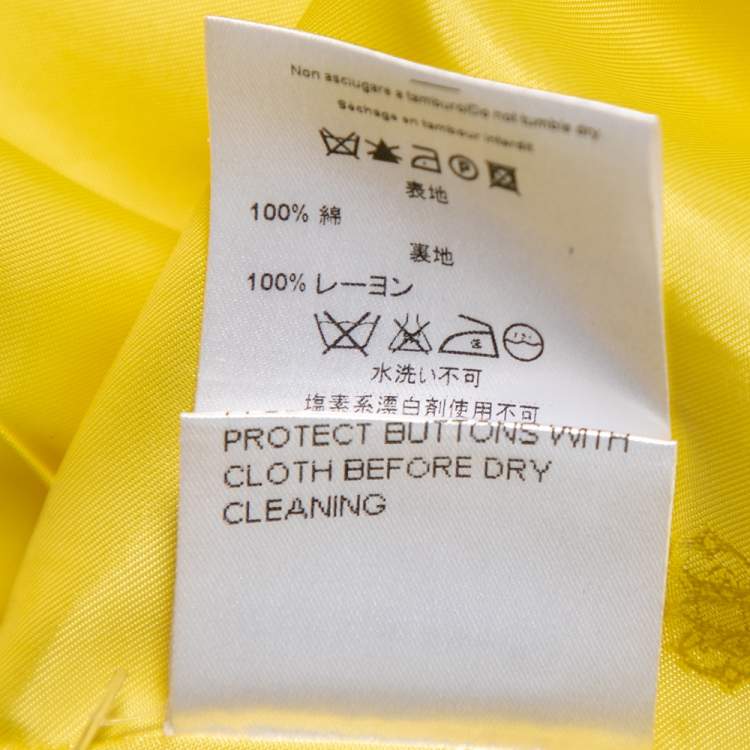 Non asciugare a tamburo/Do not tumble dry
Séchage en tambour interdit
P
表地
100% 綿
裏地
100% レーヨン
水洗い不可
塩素系漂白剤使用不可
PROTECT BUTTONS WITH
CLOTH BEFORE DRY
CLEANING